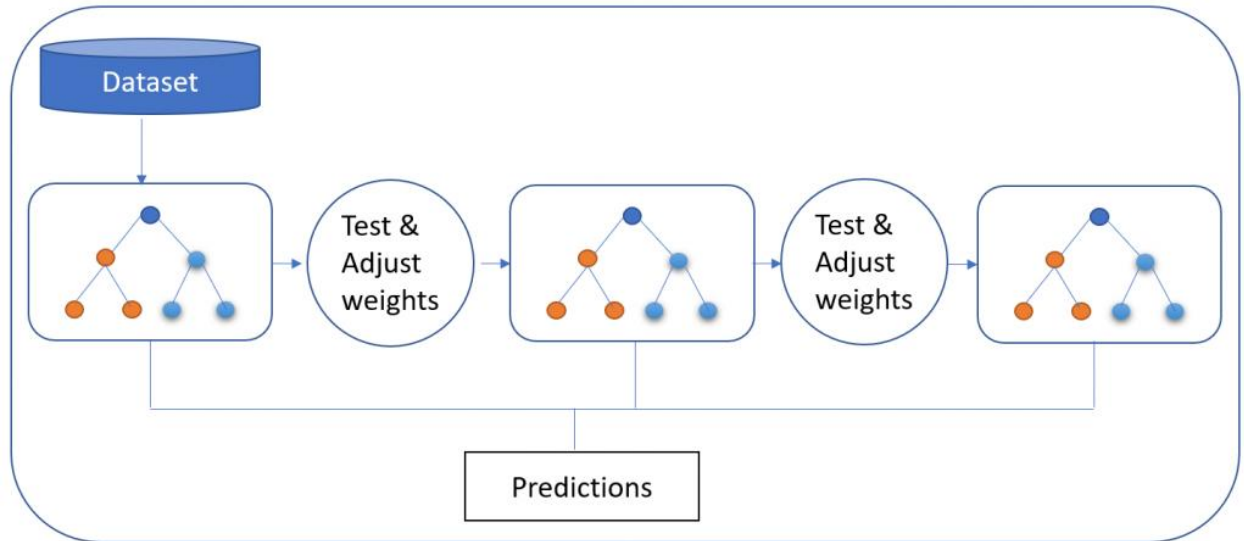 Dataset
Test &
Adjust
weights
Test &
Adjust
weights
Predictions